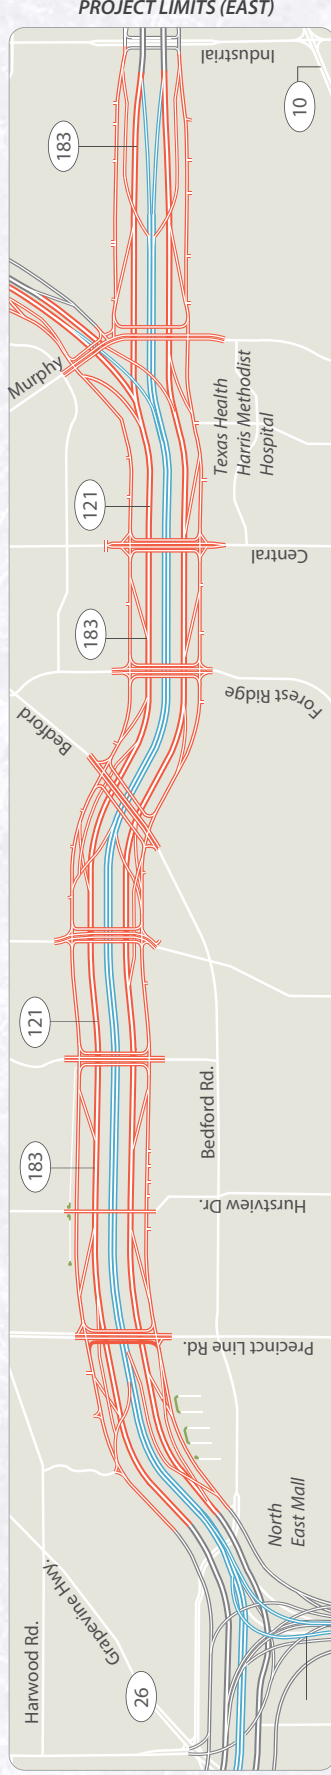 PROJECT LIMITS (EAST)
Industrial
10
183
Murphy
Texas Health
Harris Methodist
Hospital
121
Central
183
Forest Ridge
Bedford
121
Bedford Rd.
183
Hurstview Dr.
Precinct Line Rd.
North
East Mall
Grapevine Hwy.
Harwood Rd.
26